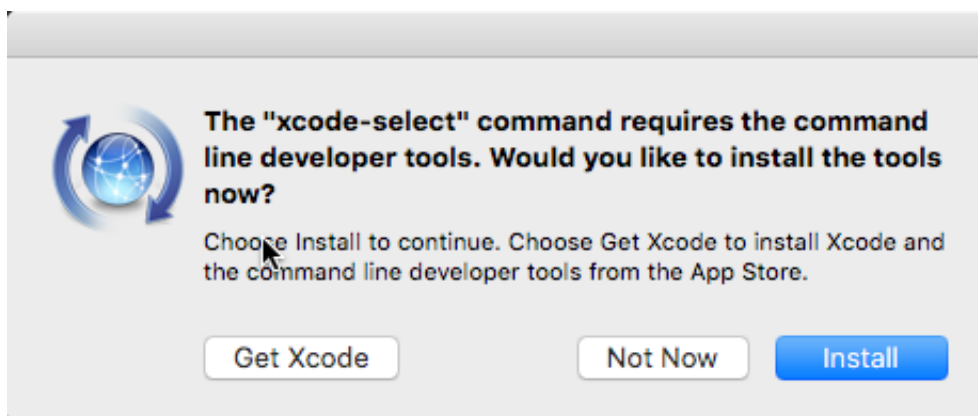 The "xcode-select" command requires the command
line developer tools. Would you like to install the tools
now?
Choose Install to continue. Choose Get Xcode to install Xcode and
the command line developer tools from the App Store.
Get Xcode
Not Now
Install